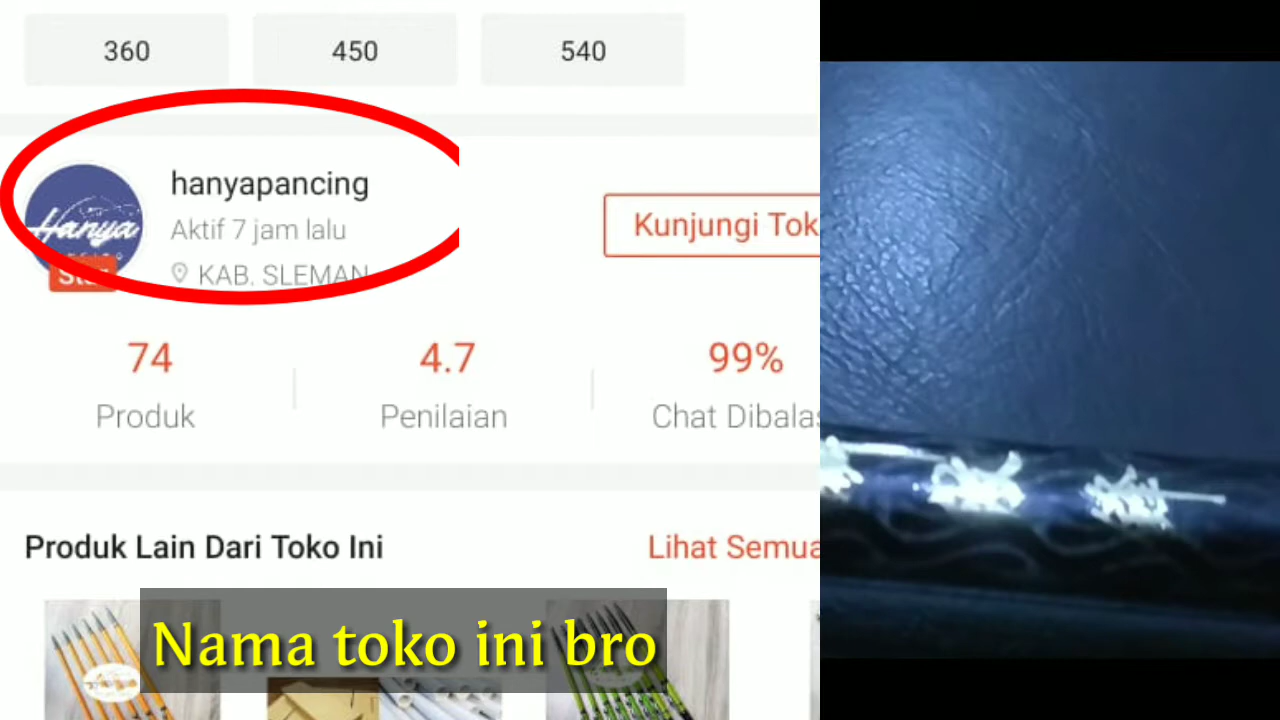 360 450 540
hanyapancing
Aktif 7 jam lalu
Hanya
KAB. SLEMAN
Kunjungi Tok
74 4.7 99%
Produk Penilaian Chat Dibalas
Produk Lain Dari Toko Ini Lihat Semua
Nama toko ini bro